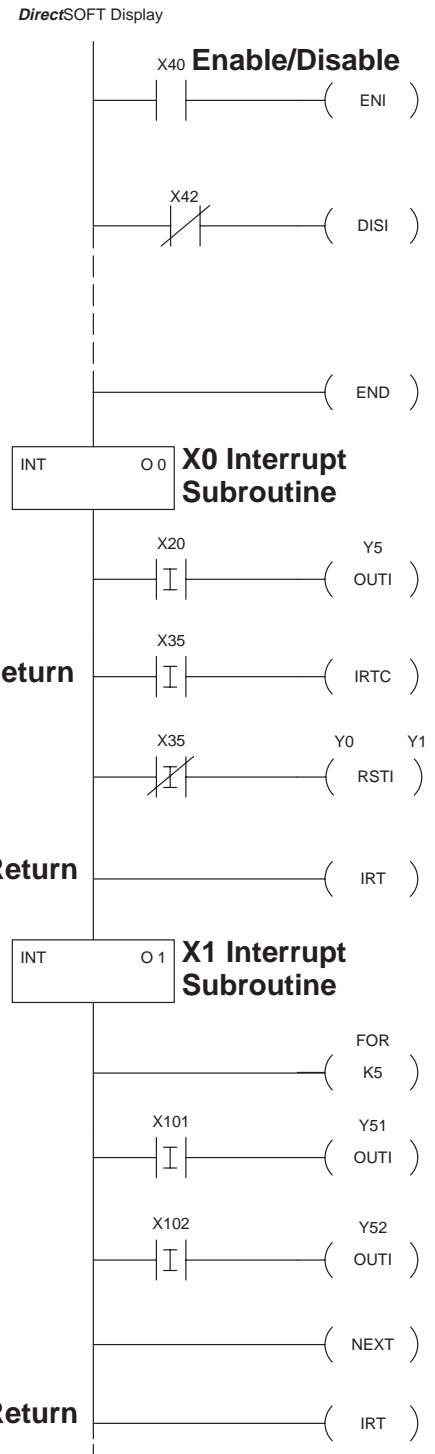 DirectSOFT Display
X40 Enable/Disable
ENI
X42
DISI
END
INT O 0 X0 Interrupt
Subroutine
X20 Y5
I OUTI
X35
eturn I IRTC
X35 Y0 Y1
I RSTI
Return IRT
INT O 1 X1 Interrupt
Subroutine
FOR
K5
X101 Y51
I OUTI
X102 Y52
I OUTI
NEXT
Return IRT